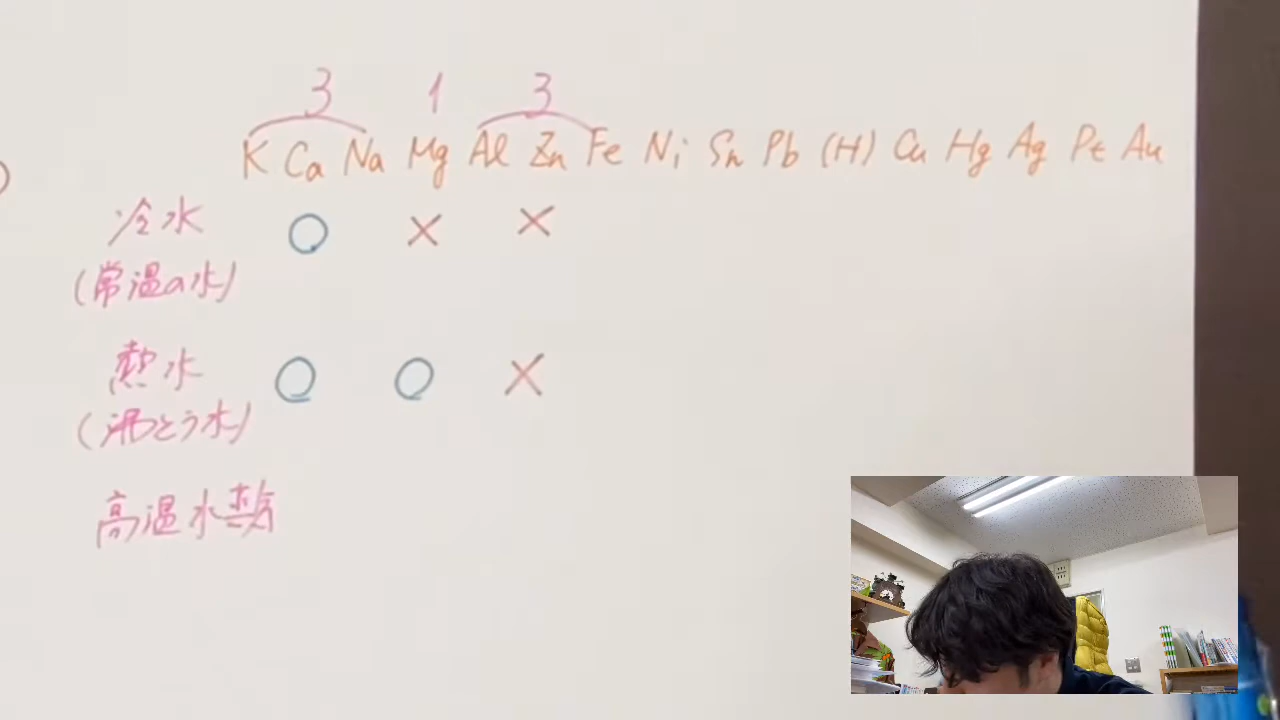 3 1 3
K Ca Na Mg Al Zn Fe Ni Sn Pb (H) Cu Hg Ag Pt Au
冷水 ○ × ×
(常温の水)
熱水 ○ ○ ×
(沸とう水)
高温水蒸気